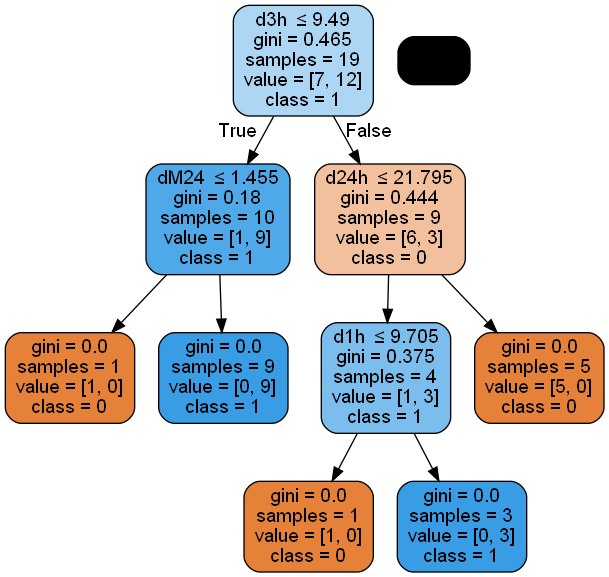 d3h ≤ 9.49
gini = 0.465
samples = 19
value = [7, 12]
class = 1
True
False
dM24 ≤ 1.455
gini = 0.18
samples = 10
value = [1, 9]
class = 1
d24h ≤ 21.795
gini = 0.444
samples = 9
value = [6, 3]
class = 0
gini = 0.0
samples = 1
value = [1, 0]
class = 0
gini = 0.0
samples = 9
value = [0, 9]
class = 1
d1h ≤ 9.705
gini = 0.375
samples = 4
value = [1, 3]
class = 1
gini = 0.0
samples = 5
value = [5, 0]
class = 0
gini = 0.0
samples = 1
value = [1, 0]
class = 0
gini = 0.0
samples = 3
value = [0, 3]
class = 1